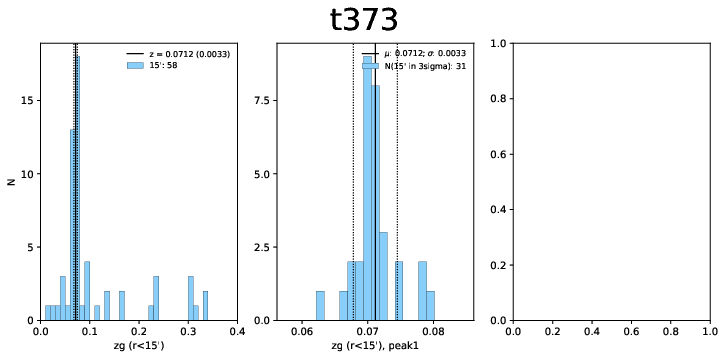 t373
z = 0.0712 (0.0033)
15': 58
N
15
10
5
0
0.0 0.1 0.2 0.3 0.4
zg (r<15')
μ: 0.0712; σ: 0.0033
N(15' in 3sigma): 31
7.5
5.0
2.5
0.0
0.06 0.07 0.08
zg (r<15'), peak1
1.0
0.8
0.6
0.4
0.2
0.0
0.0 0.2 0.4 0.6 0.8 1.0